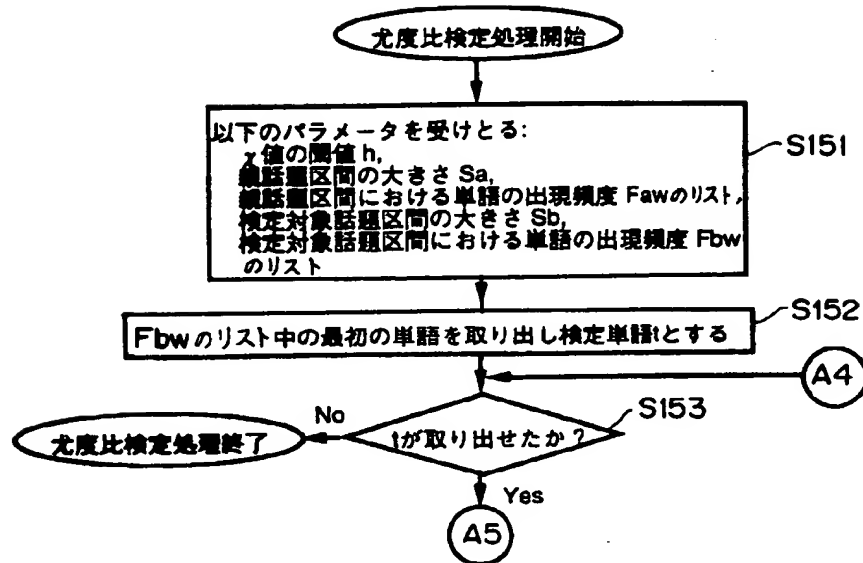 尤度比検定処理開始
以下のパラメータを受けとる:
χ値の閾値 h,
親話題区間の大きさ Sa,
親話題区間における単語の出現頻度 Fawのリスト,
検定対象話題区間の大きさ Sb,
検定対象話題区間における単語の出現頻度 Fbw
のリスト
S151
Fbwのリスト中の最初の単語を取り出し検定単語tとする
S152
A4
tが取り出せたか?
S153
No
尤度比検定処理終了
Yes
A5